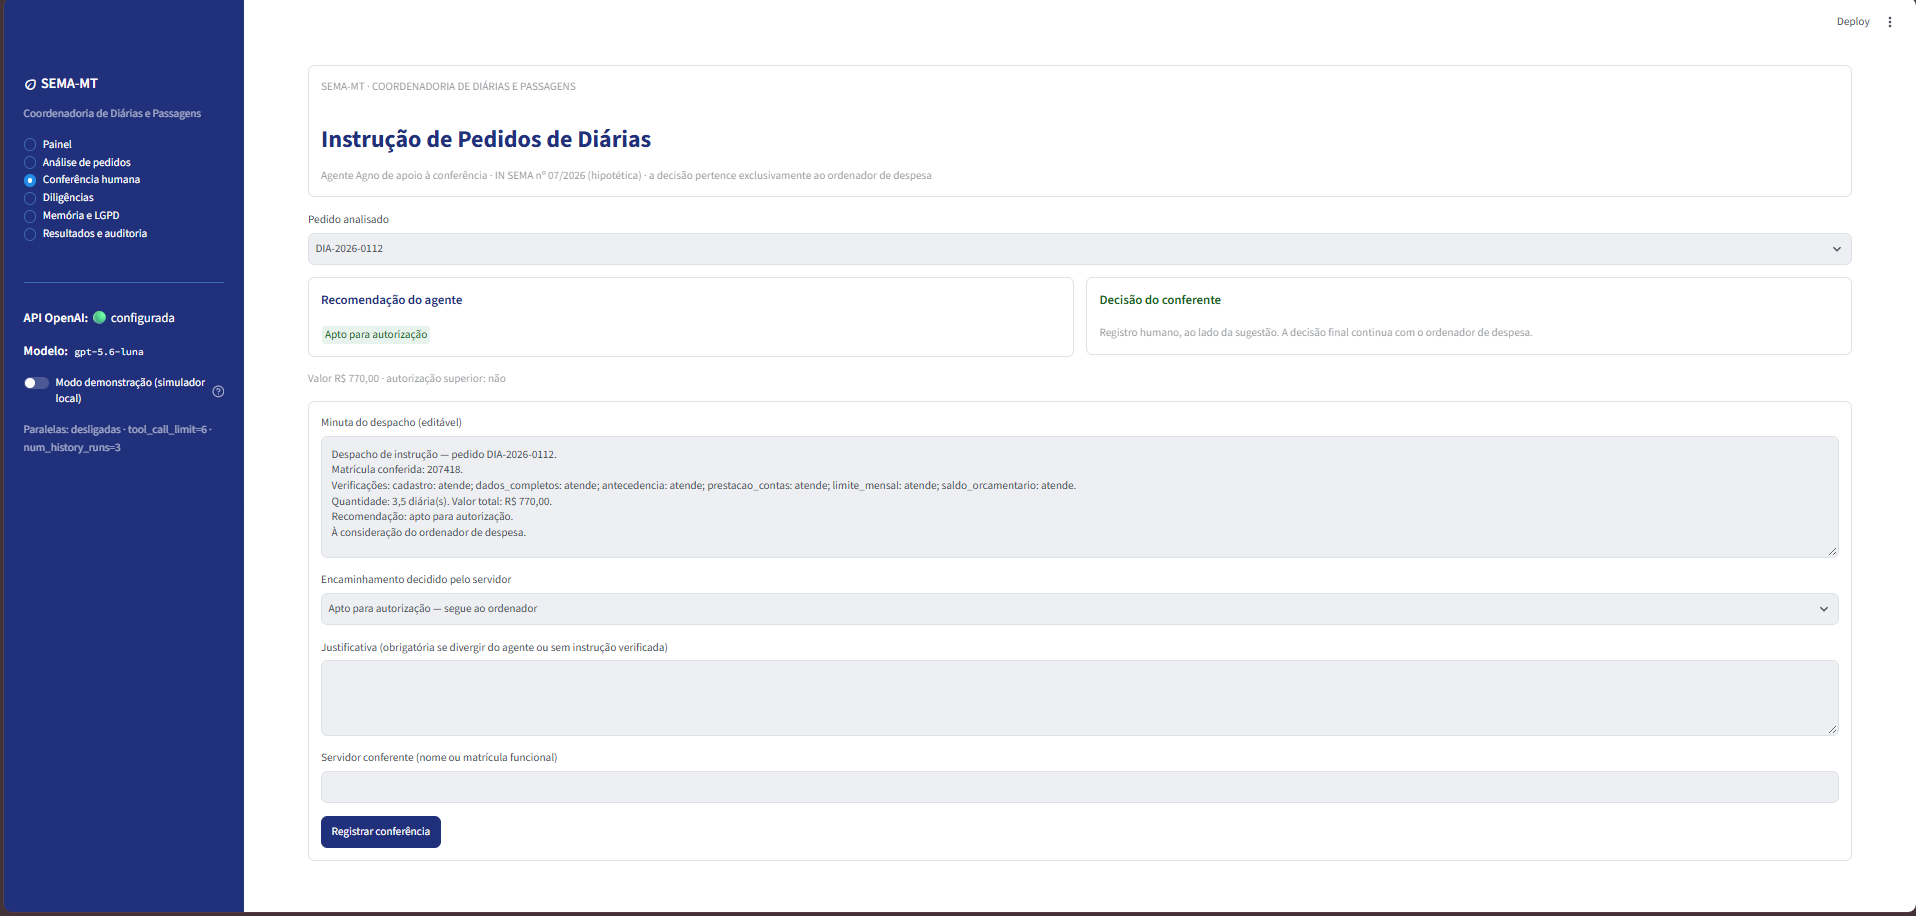 Deploy
SEMA-MT
Coordenadoria de Diárias e Passagens
Painel
Análise de pedidos
Conferência humana
Diligências
Memória e LGPD
Resultados e auditoria
API OpenAI: configurada
Modelo: gpt-5.6-luna
Modo demonstração (simulador
local)
Paralelas: desligadas · tool_call_limit=6 ·
num_history_runs=3
SEMA-MT · COORDENADORIA DE DIÁRIAS E PASSAGENS
Instrução de Pedidos de Diárias
Agente Agno de apoio à conferência · IN SEMA nº 07/2026 (hipotética) · a decisão pertence exclusivamente ao ordenador de despesa
Pedido analisado
DIA-2026-0112
Recomendação do agente
Apto para autorização
Decisão do conferente
Registro humano, ao lado da sugestão. A decisão final continua com o ordenador de despesa.
Valor R$ 770,00 · autorização superior: não
Minuta do despacho (editável)
Despacho de instrução — pedido DIA-2026-0112.
Matrícula conferida: 207418.
Verificações: cadastro: atende; dados_completos: atende; antecedencia: atende; prestacao_contas: atende; limite_mensal: atende; saldo_orcamentario: atende.
Quantidade: 3,5 diária(s). Valor total: R$ 770,00.
Recomendação: apto para autorização.
À consideração do ordenador de despesa.
Encaminhamento decidido pelo servidor
Apto para autorização — segue ao ordenador
Justificativa (obrigatória se divergir do agente ou sem instrução verificada)
Servidor conferente (nome ou matrícula funcional)
Registrar conferência